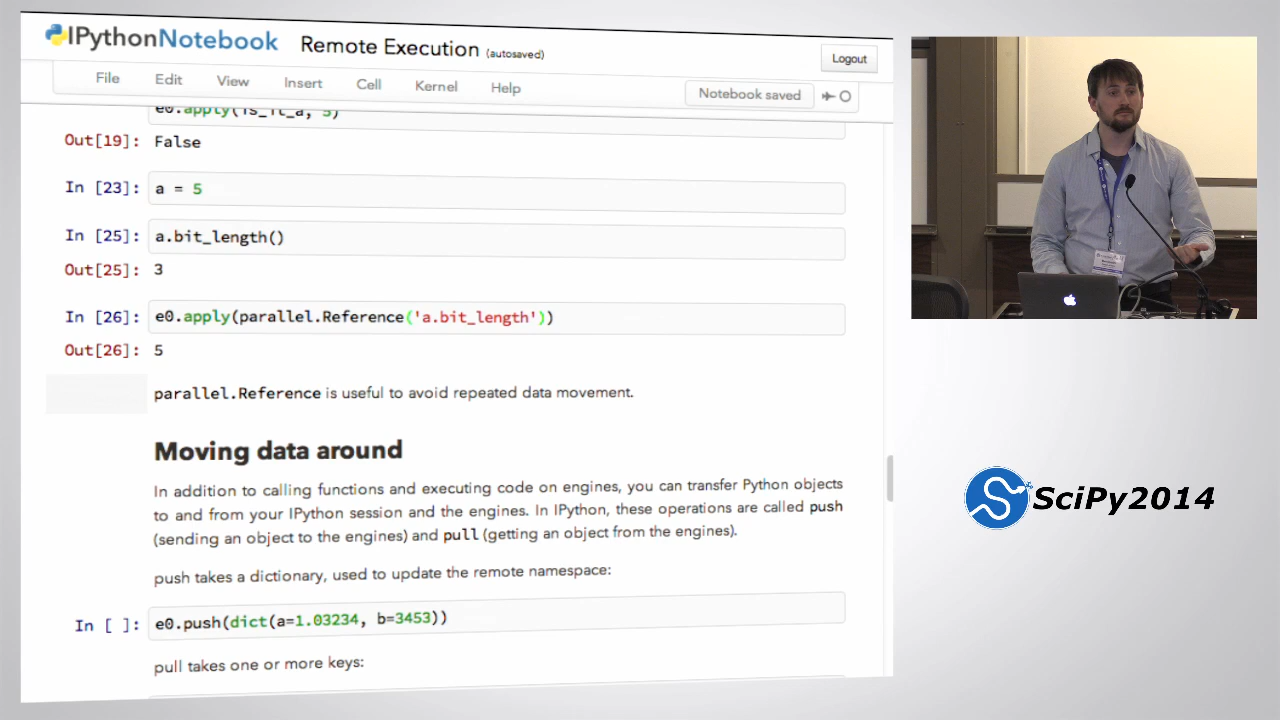 IPythonNotebook Remote Execution (autosaved)
Logout
File Edit View Insert Cell Kernel Help
Notebook saved
e0.apply(is_it_a, 5)
Out[19]: False
In [23]: a = 5
In [25]: a.bit_length()
Out[25]: 3
In [26]: e0.apply(parallel.Reference('a.bit_length'))
Out[26]: 5
parallel.Reference is useful to avoid repeated data movement.
Moving data around
In addition to calling functions and executing code on engines, you can transfer Python objects
to and from your IPython session and the engines. In IPython, these operations are called push
(sending an object to the engines) and pull (getting an object from the engines).
push takes a dictionary, used to update the remote namespace:
In [ ]: e0.push(dict(a=1.03234, b=3453))
pull takes one or more keys:
SciPy2014